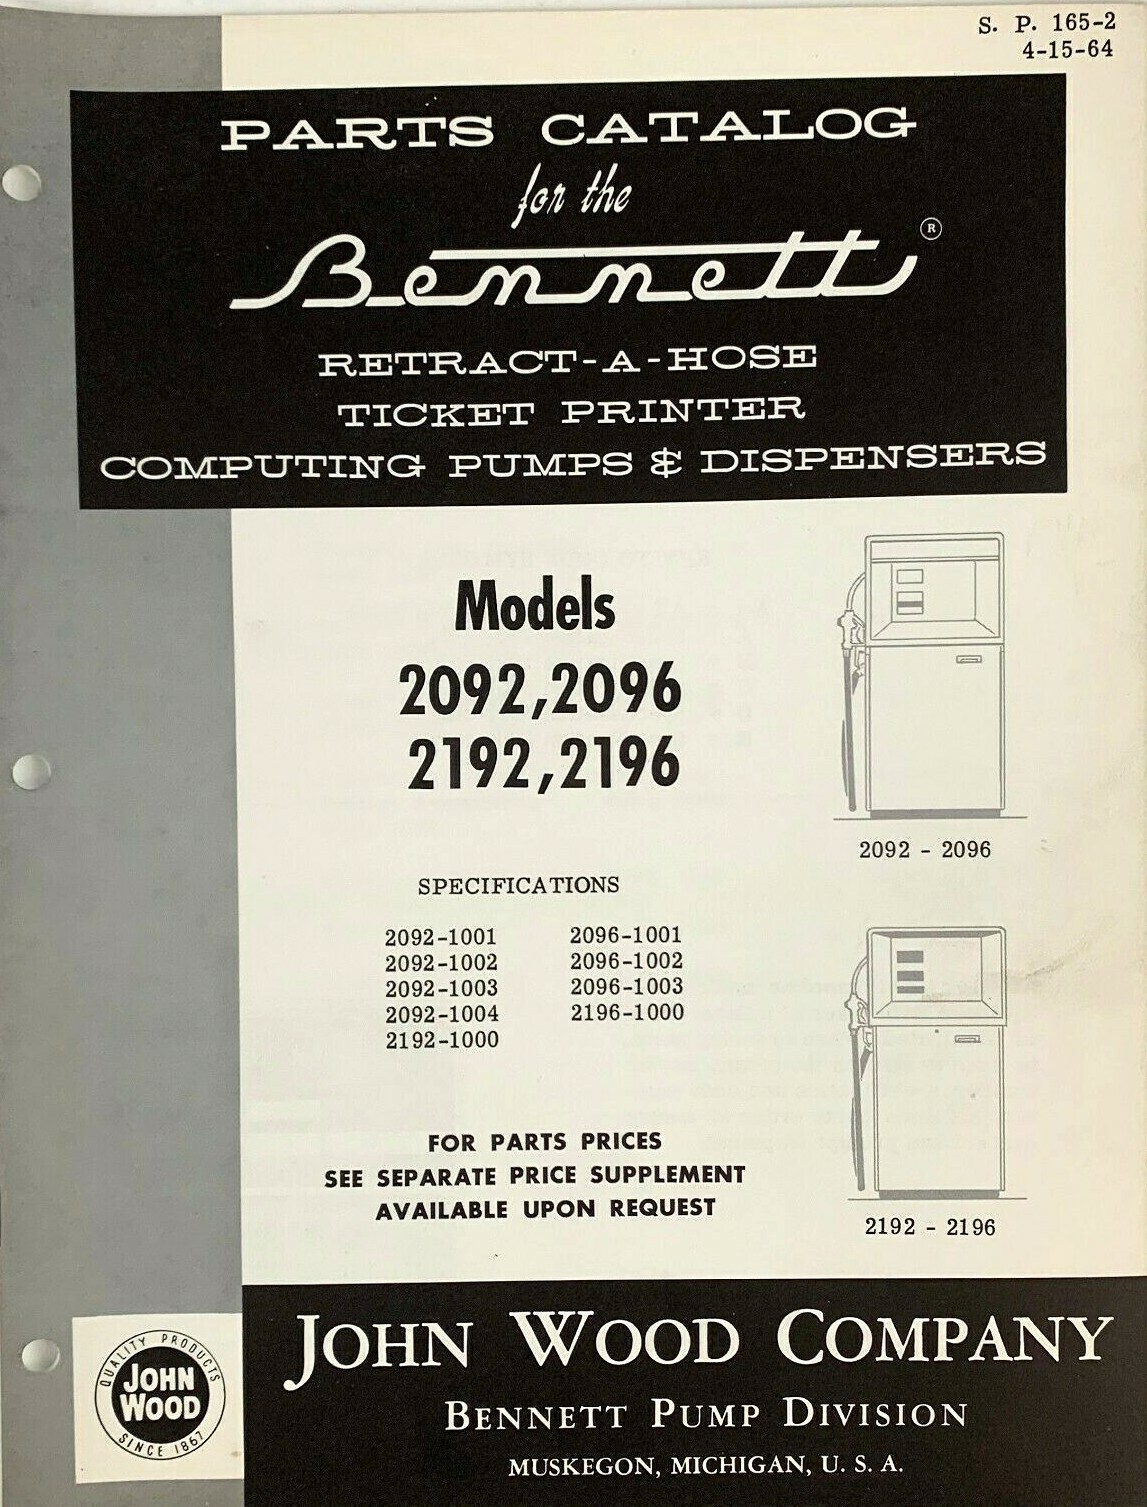 S. P. 165-2
4-15-64
PARTS CATALOG
for the
Bennett®
RETRACT-A-HOSE
TICKET PRINTER
COMPUTING PUMPS & DISPENSERS
Models
2092,2096
2192,2196
2092 - 2096
SPECIFICATIONS
2092-1001 2096-1001
2092-1002 2096-1002
2092-1003 2096-1003
2092-1004 2196-1000
2192-1000
FOR PARTS PRICES
SEE SEPARATE PRICE SUPPLEMENT
AVAILABLE UPON REQUEST
2192 - 2196
QUALITY PRODUCTS
JOHN
WOOD
SINCE 1867
JOHN WOOD COMPANY
BENNETT PUMP DIVISION
MUSKEGON, MICHIGAN, U. S. A.